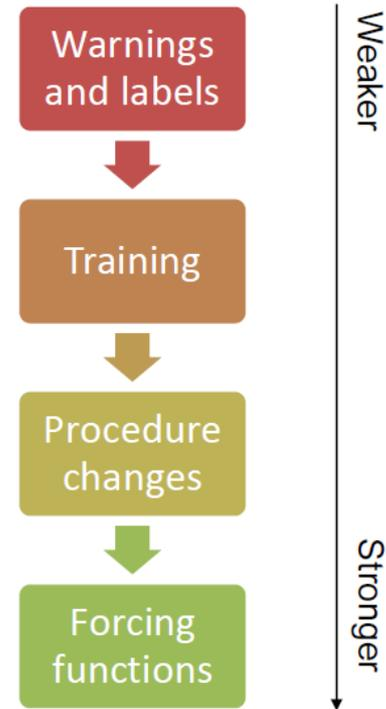 Warnings
and labels
Weaker
Training
Procedure
changes
Forcing
functions
Stronger